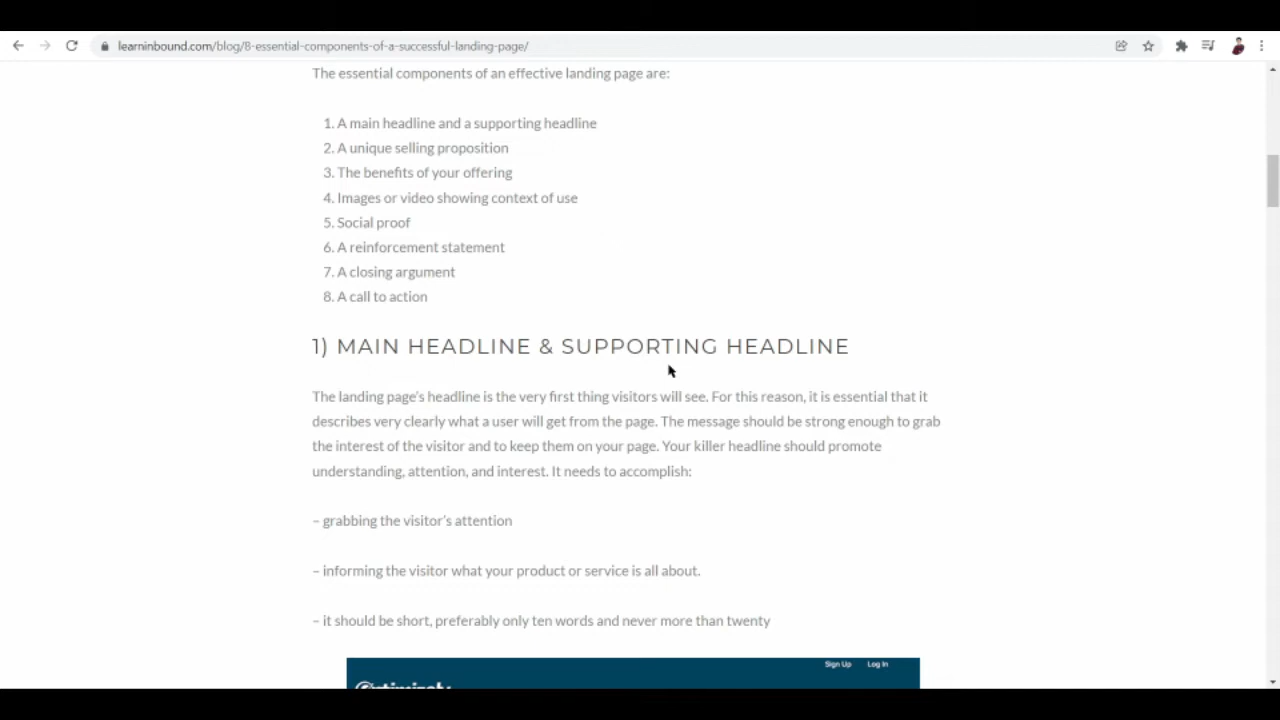 learninbound.com/blog/8-essential-components-of-a-successful-landing-page/
The essential components of an effective landing page are:
1. A main headline and a supporting headline
2. A unique selling proposition
3. The benefits of your offering
4. Images or video showing context of use
5. Social proof
6. A reinforcement statement
7. A closing argument
8. A call to action
1) MAIN HEADLINE & SUPPORTING HEADLINE
The landing page's headline is the very first thing visitors will see. For this reason, it is essential that it
describes very clearly what a user will get from the page. The message should be strong enough to grab
the interest of the visitor and to keep them on your page. Your killer headline should promote
understanding, attention, and interest. It needs to accomplish:
– grabbing the visitor's attention
– informing the visitor what your product or service is all about.
– it should be short, preferably only ten words and never more than twenty
Sign Up Log In